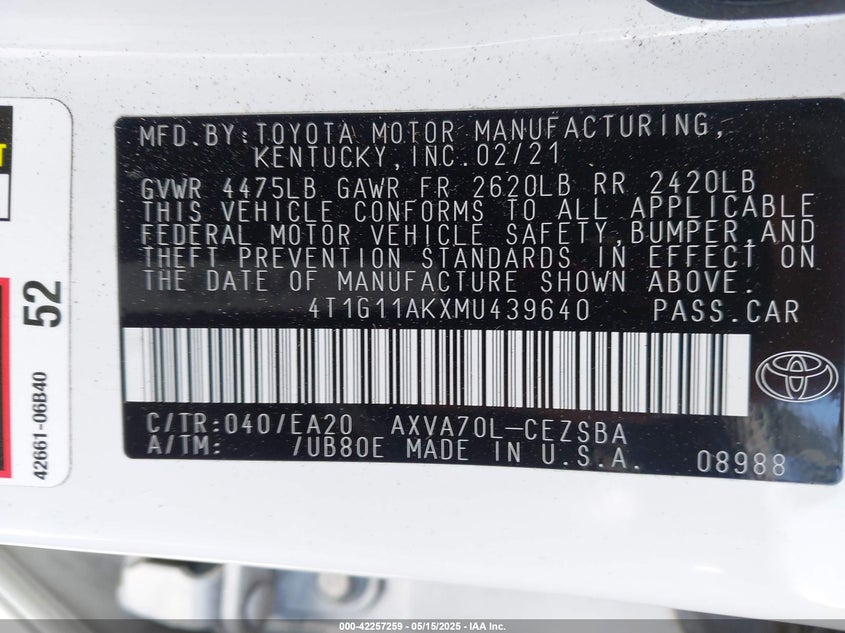 MFD.BY:TOYOTA MOTOR MANUFACTURING,
KENTUCKY,INC.02/21
GVWR 4475LB GAWR FR 2620LB RR 2420LB
THIS VEHICLE CONFORMS TO ALL APPLICABLE
FEDERAL MOTOR VEHICLE SAFETY,BUMPER,AND
THEFT PREVENTION STANDARDS IN EFFECT ON
THE DATE OF MANUFACTURE SHOWN ABOVE.
4T1G11AKXMU439640 PASS.CAR
C/TR:040/EA20 AXVA70L-CEZSBA
A/TM: /UB80E MADE IN U.S.A. 08988
52
42661-06B40
000-42257259 - 05/15/2025 - IAA Inc.